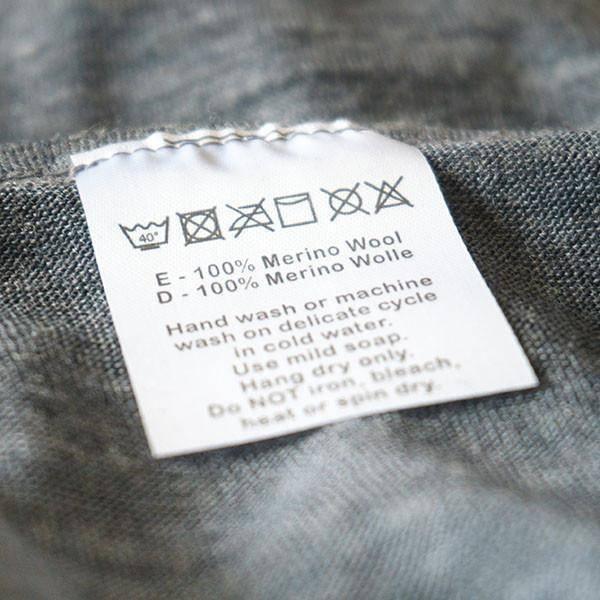 40°
E - 100% Merino Wool
D - 100% Merino Wolle
Hand wash or machine
wash on delicate cycle
in cold water.
Use mild soap.
Hang dry only.
Do NOT iron, bleach,
heat or spin dry.